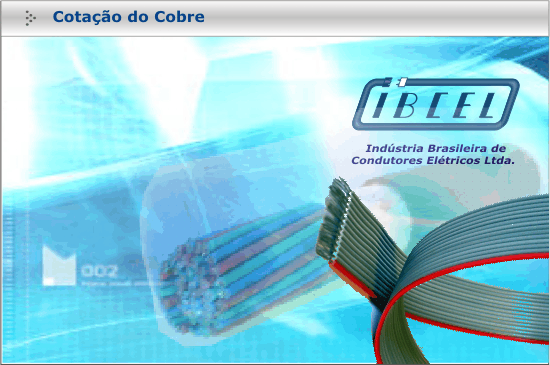 Cotação do Cobre
IBCEL
Indústria Brasileira de
Condutores Elétricos Ltda.
002